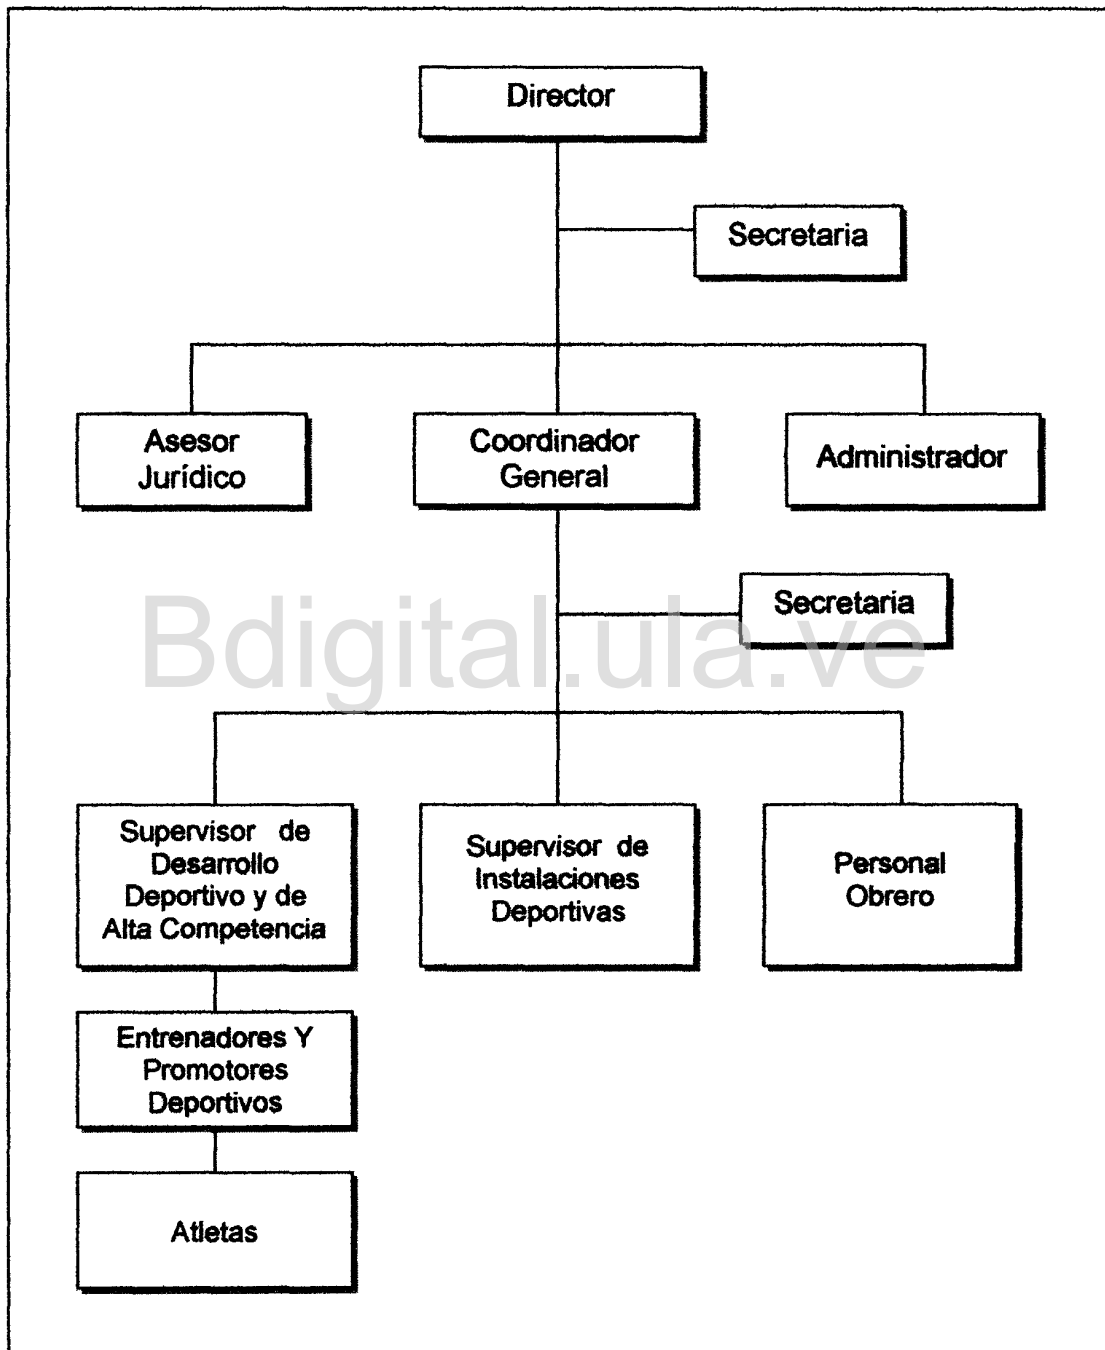 Director
Secretaria
Asesor
Jurídico
Coordinador
General
Administrador
Secretaria
Bdigital.ula.ve
Supervisor de
Desarrollo
Deportivo y de
Alta Competencia
Supervisor de
Instalaciones
Deportivas
Personal
Obrero
Entrenadores Y
Promotores
Deportivos
Atletas